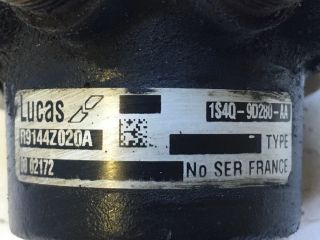 Lucas
1S4Q-9D280-AA
R9144Z020A
TYPE
02172
No SER FRANCE